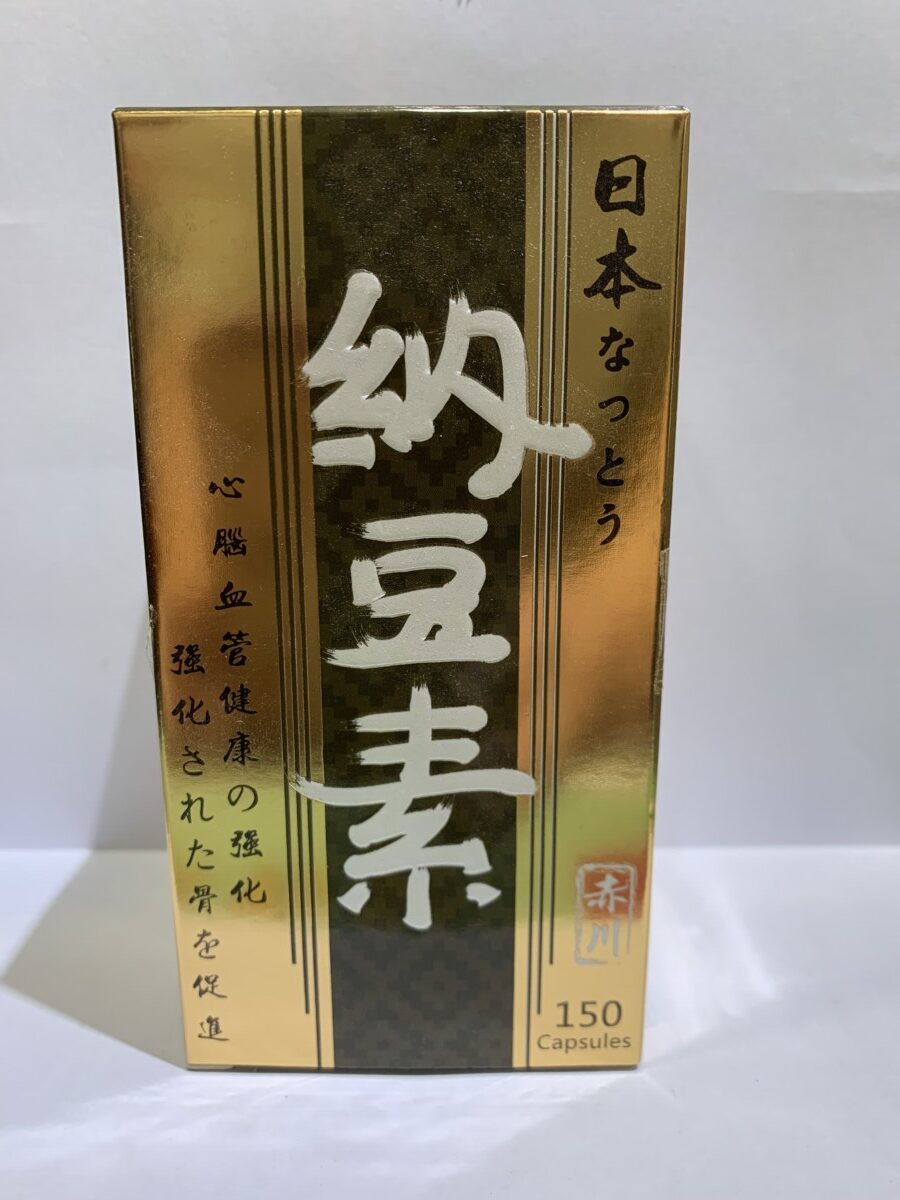 日本なっとう
納豆素
心腦血管健康の強化
強化された骨を促進
赤川
150
Capsules